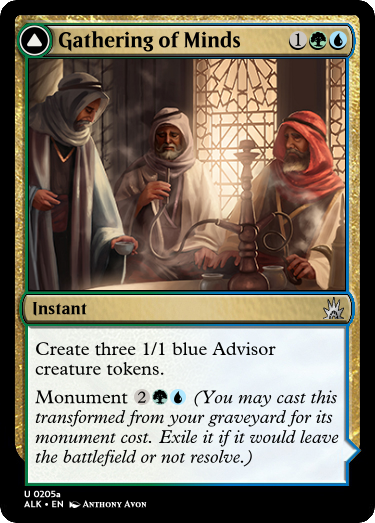 Gathering of Minds 1
Instant
Create three 1/1 blue Advisor
creature tokens.
Monument 2 (You may cast this
transformed from your graveyard for its
monument cost. Exile it if it would leave
the battlefield or not resolve.)
U 0205a
ALK • EN Anthony Avon